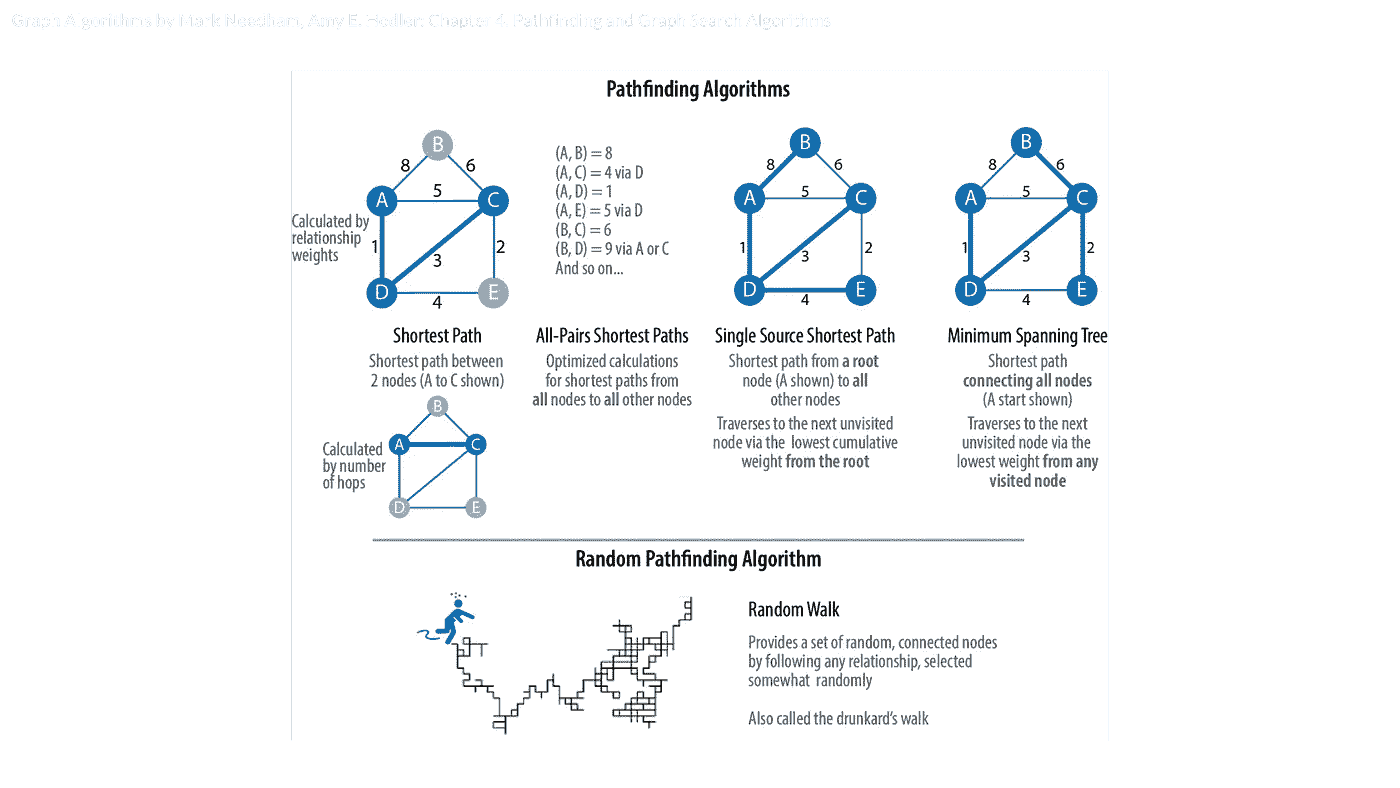 Graph Algorithms by Mark Needham, Amy E. Hodler: Chapter 4. Pathfinding and Graph Search Algorithms
Pathfinding Algorithms
B
8
6
A
5
C
Calculated by
relationship
weights
1
3
2
D
4
E
Shortest Path
Shortest path between
2 nodes (A to C shown)
B
A
C
Calculated
by number
of hops
D
E
(A, B) = 8
(A, C) = 4 via D
(A, D) = 1
(A, E) = 5 via D
(B, C) = 6
(B, D) = 9 via A or C
And so on...
All-Pairs Shortest Paths
Optimized calculations
for shortest paths from
all nodes to all other nodes
B
8
6
A
5
C
1
3
2
D
4
E
Single Source Shortest Path
Shortest path from a root
node (A shown) to all
other nodes
Traverses to the next unvisited
node via the lowest cumulative
weight from the root
B
8
6
A
5
C
1
3
2
D
4
E
Minimum Spanning Tree
Shortest path
connecting all nodes
(A start shown)
Traverses to the next
unvisited node via the
lowest weight from any
visited node
Random Pathfinding Algorithm
Random Walk
Provides a set of random, connected nodes
by following any relationship, selected
somewhat randomly
Also called the drunkard's walk